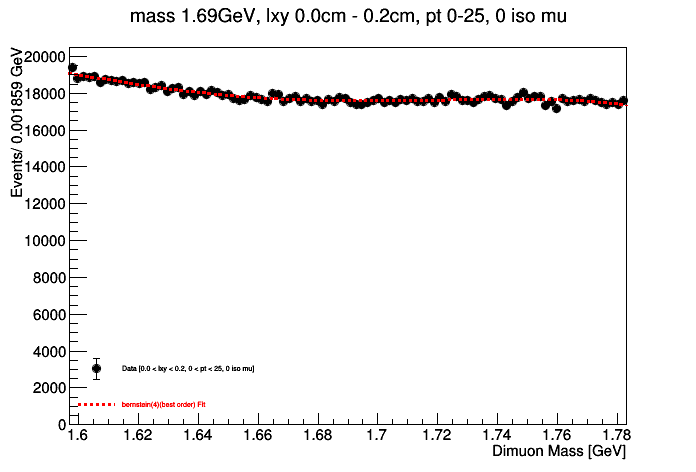 mass 1.69GeV, lxy 0.0cm - 0.2cm, pt 0-25, 0 iso mu
Events/ 0.001859 GeV
20000
18000
16000
14000
12000
10000
8000
6000
4000
2000
0
Data [0.0 < lxy < 0.2, 0 < pt < 25, 0 iso mu]
bernstein(4)(best order) Fit
1.6 1.62 1.64 1.66 1.68 1.7 1.72 1.74 1.76 1.78
Dimuon Mass [GeV]